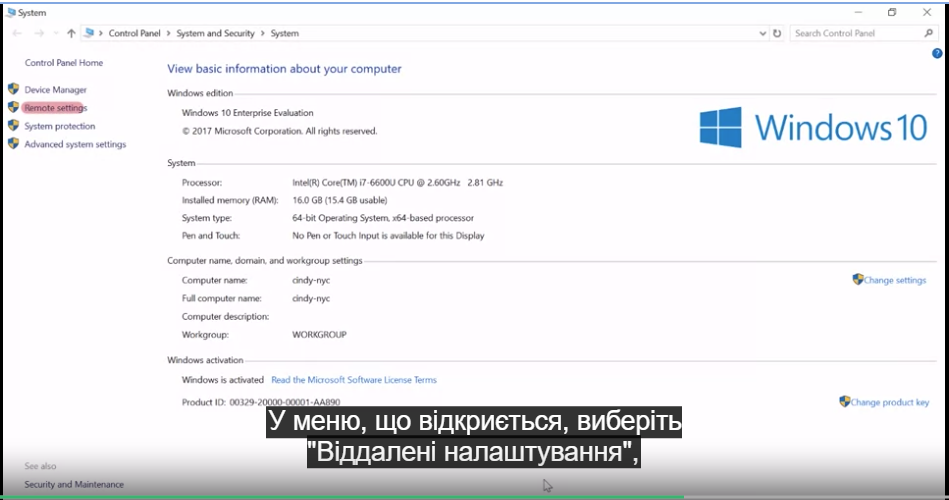 System
Control Panel > System and Security > System
Search Control Panel
Control Panel Home
Device Manager
Remote settings
System protection
Advanced system settings
View basic information about your computer
Windows edition
Windows 10 Enterprise Evaluation
© 2017 Microsoft Corporation. All rights reserved.
Windows 10
System
Processor: Intel(R) Core(TM) i7-6600U CPU @ 2.60GHz 2.81 GHz
Installed memory (RAM): 16.0 GB (15.4 GB usable)
System type: 64-bit Operating System, x64-based processor
Pen and Touch: No Pen or Touch Input is available for this Display
Computer name, domain, and workgroup settings
Computer name: cindy-nyc
Change settings
Full computer name: cindy-nyc
Computer description:
Workgroup: WORKGROUP
Windows activation
Windows is activated Read the Microsoft Software License Terms
Product ID: 00329-20000-00001-AA890
Change product key
У меню, що відкриється, виберіть
"Віддалені налаштування",
See also
Security and Maintenance